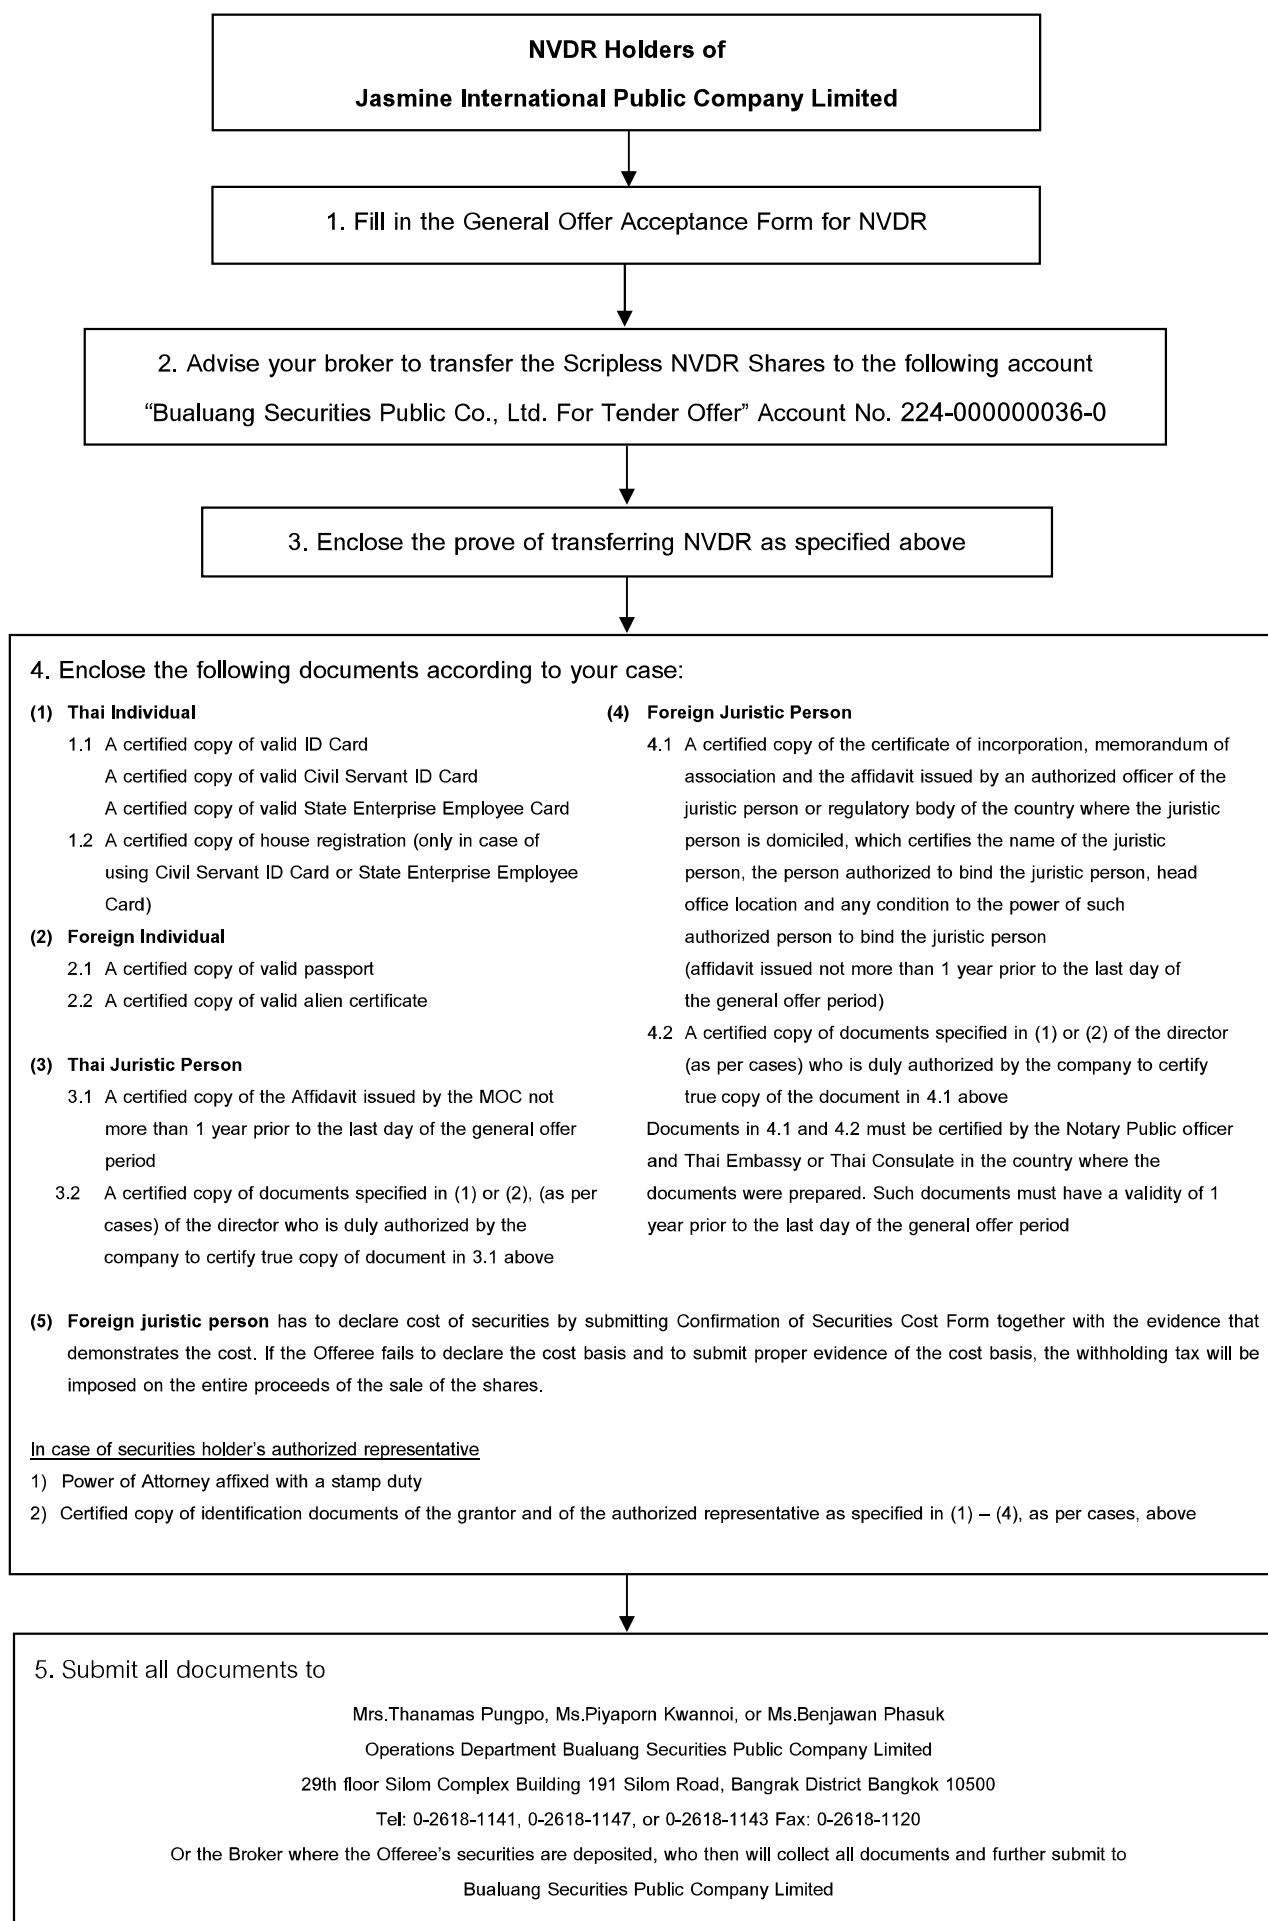 NVDR Holders of
Jasmine International Public Company Limited
1. Fill in the General Offer Acceptance Form for NVDR
2. Advise your broker to transfer the Scripless NVDR Shares to the following account
“Bualuang Securities Public Co., Ltd. For Tender Offer” Account No. 224-000000036-0
3. Enclose the prove of transferring NVDR as specified above
4. Enclose the following documents according to your case:
(1) Thai Individual
1.1 A certified copy of valid ID Card
A certified copy of valid Civil Servant ID Card
A certified copy of valid State Enterprise Employee Card
1.2 A certified copy of house registration (only in case of
using Civil Servant ID Card or State Enterprise Employee
Card)
(2) Foreign Individual
2.1 A certified copy of valid passport
2.2 A certified copy of valid alien certificate
(3) Thai Juristic Person
3.1 A certified copy of the Affidavit issued by the MOC not
more than 1 year prior to the last day of the general offer
period
3.2 A certified copy of documents specified in (1) or (2), (as per
cases) of the director who is duly authorized by the
company to certify true copy of document in 3.1 above
(4) Foreign Juristic Person
4.1 A certified copy of the certificate of incorporation, memorandum of
association and the affidavit issued by an authorized officer of the
juristic person or regulatory body of the country where the juristic
person is domiciled, which certifies the name of the juristic
person, the person authorized to bind the juristic person, head
office location and any condition to the power of such
authorized person to bind the juristic person
(affidavit issued not more than 1 year prior to the last day of
the general offer period)
4.2 A certified copy of documents specified in (1) or (2) of the director
(as per cases) who is duly authorized by the company to certify
true copy of the document in 4.1 above
Documents in 4.1 and 4.2 must be certified by the Notary Public officer
and Thai Embassy or Thai Consulate in the country where the
documents were prepared. Such documents must have a validity of 1
year prior to the last day of the general offer period
(5) Foreign juristic person has to declare cost of securities by submitting Confirmation of Securities Cost Form together with the evidence that
demonstrates the cost. If the Offeree fails to declare the cost basis and to submit proper evidence of the cost basis, the withholding tax will be
imposed on the entire proceeds of the sale of the shares.
In case of securities holder’s authorized representative
1) Power of Attorney affixed with a stamp duty
2) Certified copy of identification documents of the grantor and of the authorized representative as specified in (1) – (4), as per cases, above
5. Submit all documents to
Mrs.Thanamas Pungpo, Ms.Piyaporn Kwannoi, or Ms.Benjawan Phasuk
Operations Department Bualuang Securities Public Company Limited
29th floor Silom Complex Building 191 Silom Road, Bangrak District Bangkok 10500
Tel: 0-2618-1141, 0-2618-1147, or 0-2618-1143 Fax: 0-2618-1120
Or the Broker where the Offeree’s securities are deposited, who then will collect all documents and further submit to
Bualuang Securities Public Company Limited